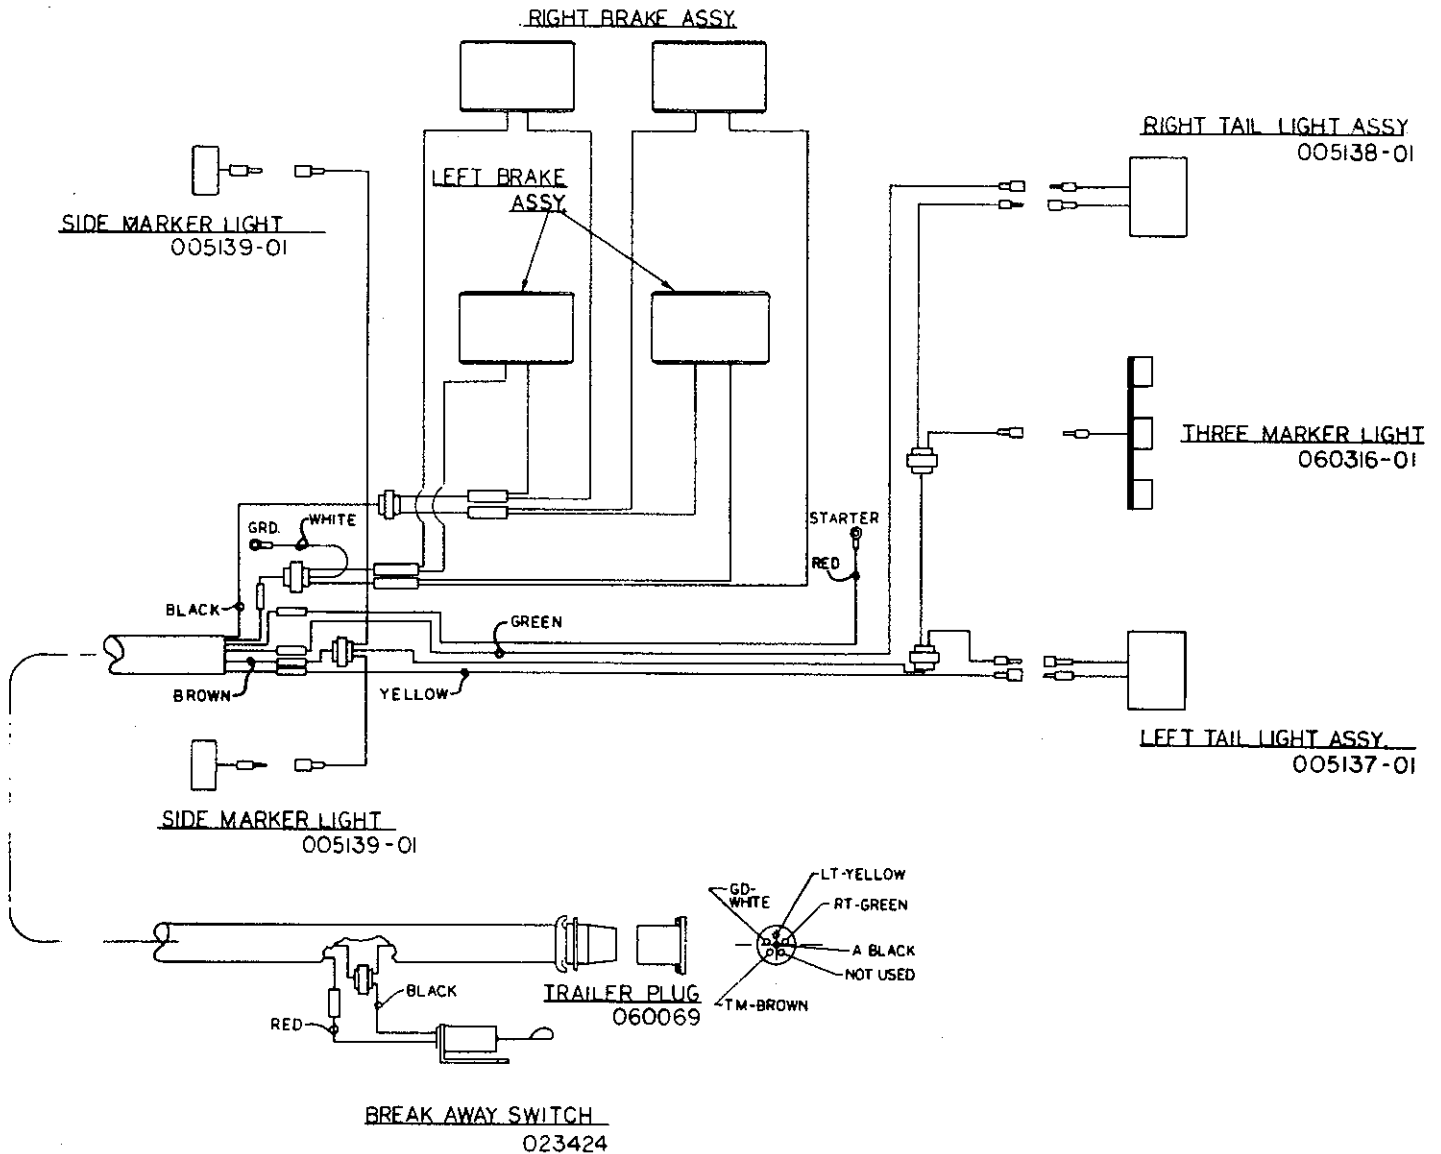 RIGHT BRAKE ASSY.
RIGHT TAIL LIGHT ASSY
005138-01
LEFT BRAKE
ASSY.
SIDE MARKER LIGHT
005139-01
THREE MARKER LIGHT
060316-01
GRD.
WHITE
STARTER
RED
BLACK
GREEN
BROWN
YELLOW
LEFT TAIL LIGHT ASSY.
005137-01
SIDE MARKER LIGHT
005139-01
LT-YELLOW
GD-
WHITE
RT-GREEN
A BLACK
NOT USED
TM-BROWN
BLACK
RED
TRAILER PLUG
060069
BREAK AWAY SWITCH
023424